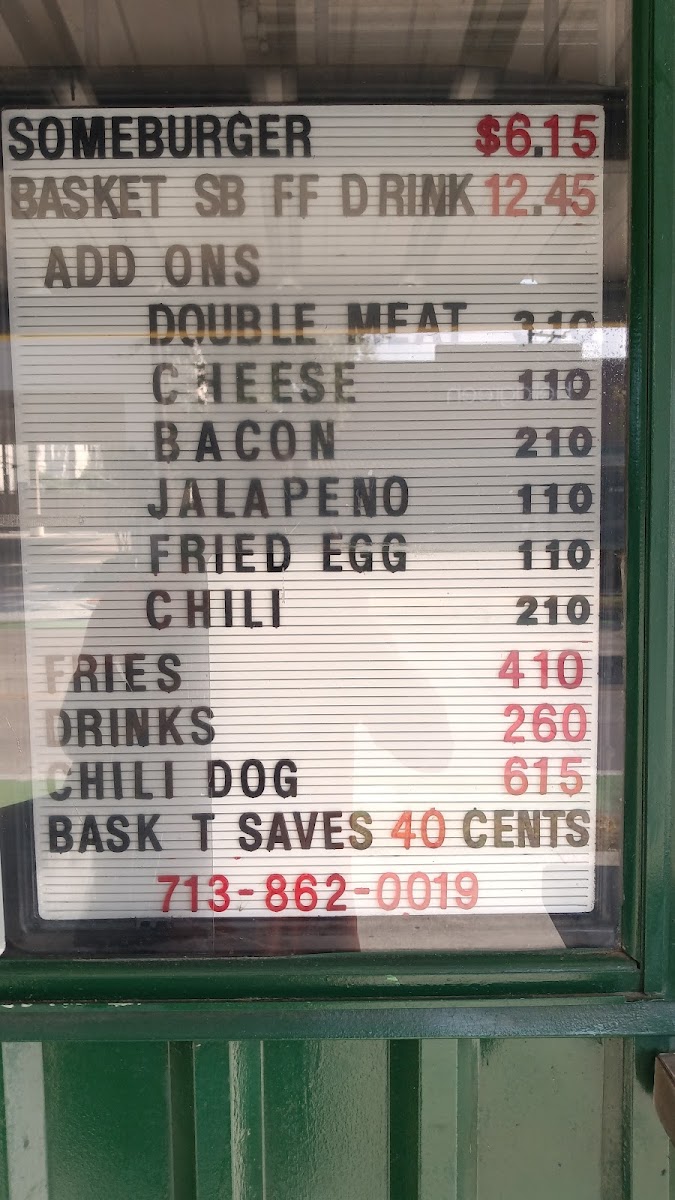 SOMEBURGER $6.15
BASKET SB FF DRINK 12.45
ADD ONS
DOUBLE MEAT 310
CHEESE 110
BACON 210
JALAPENO 110
FRIED EGG 110
CHILI 210
FRIES 410
DRINKS 260
CHILI DOG 615
BASK T SAVES 40 CENTS
713-862-0019